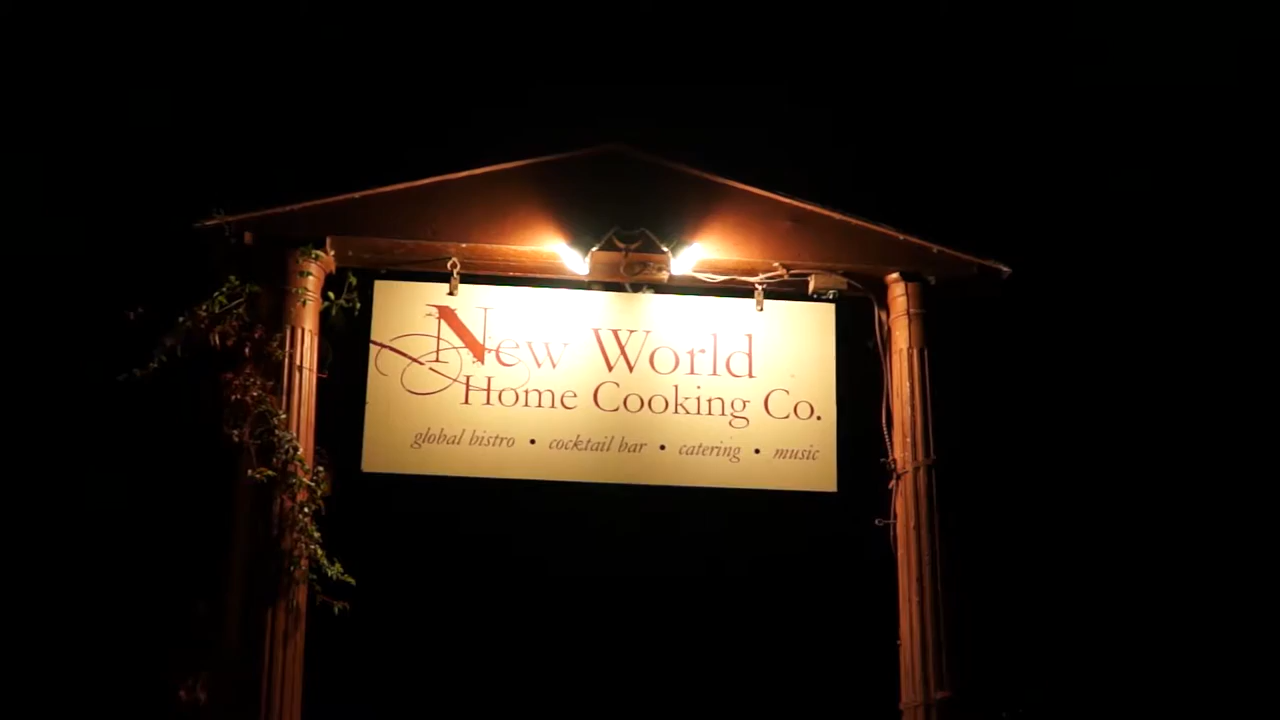 New World
Home Cooking Co.
global bistro • cocktail bar • catering • music